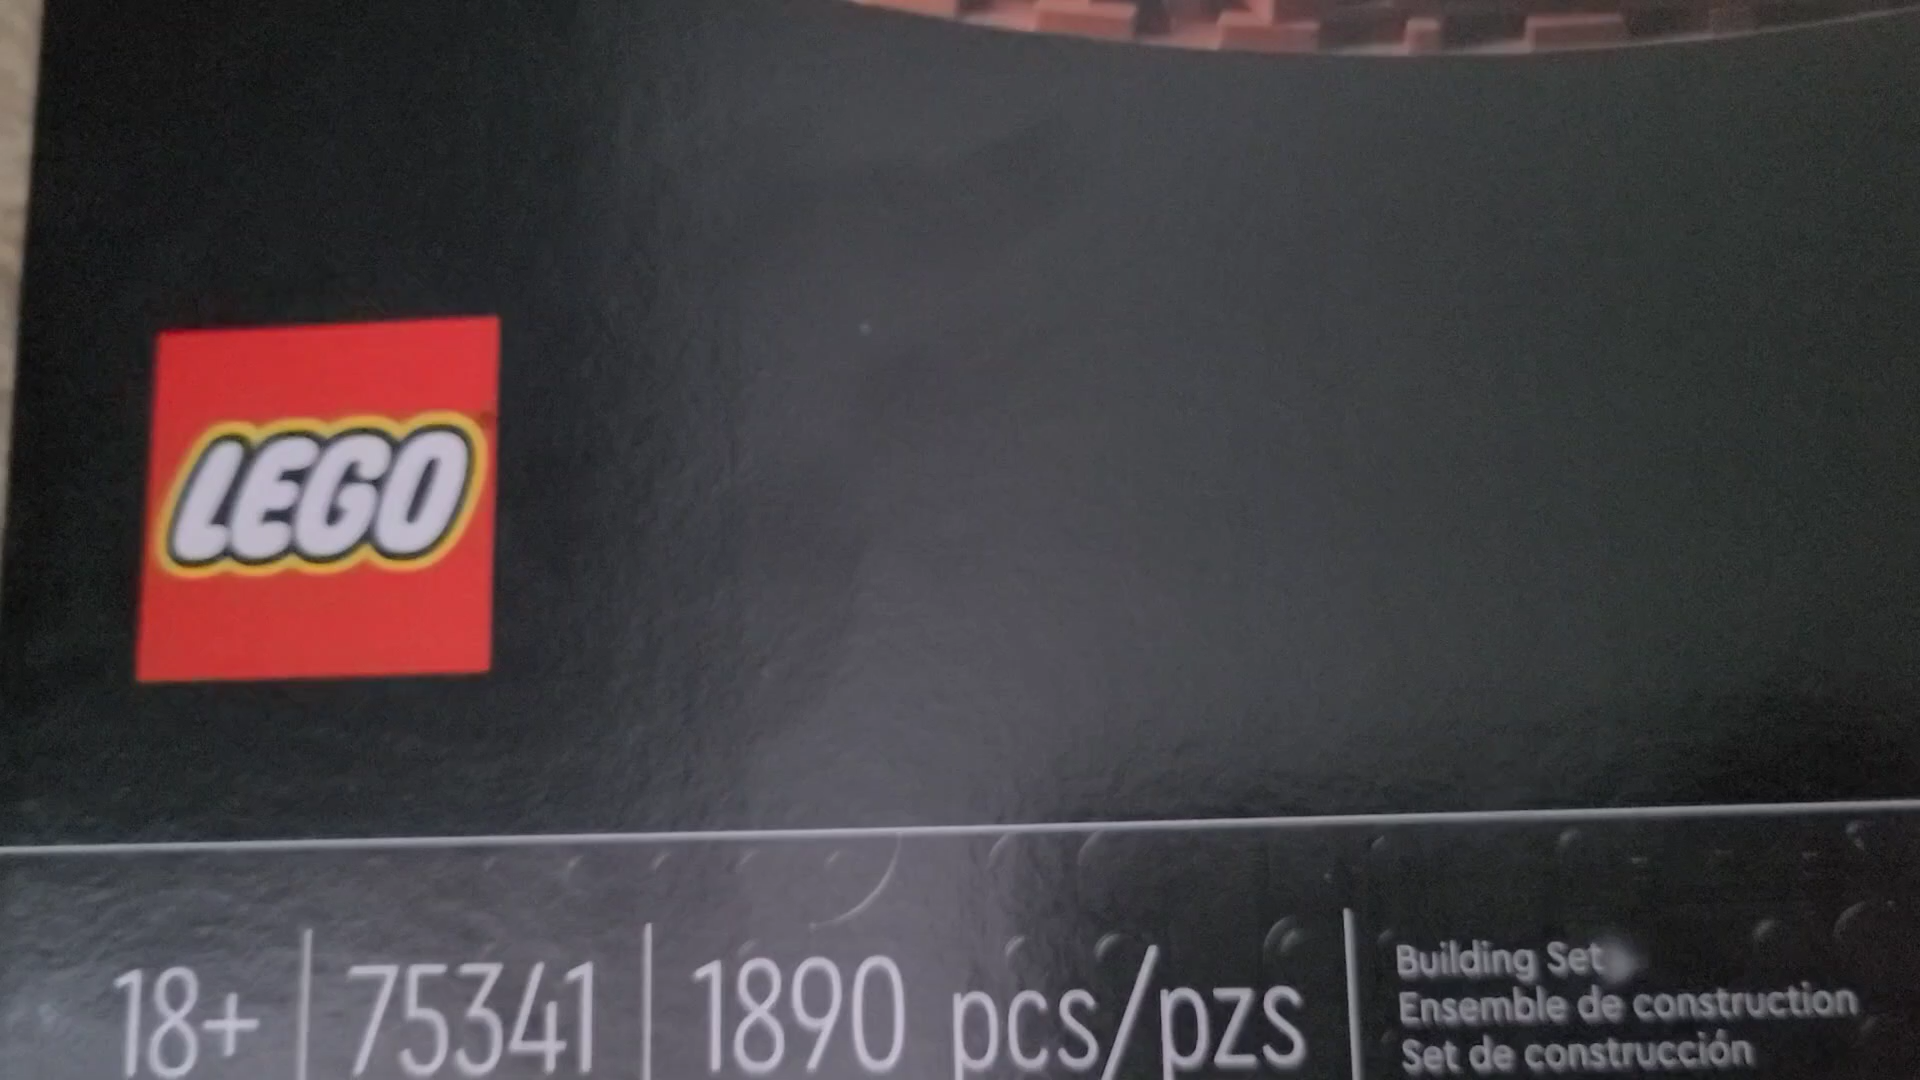 LEGO
18+ | 75341 | 1890 pcs/pzs
Building Set
Ensemble de construction
Set de construcción